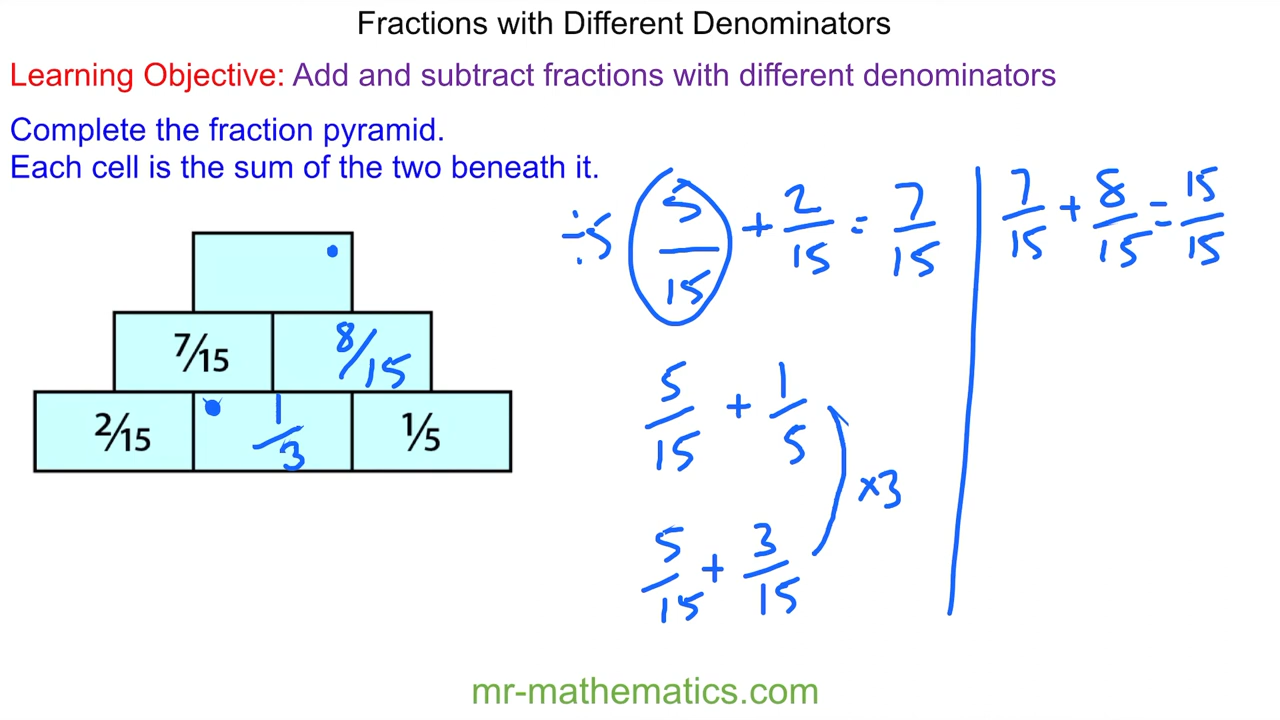 Fractions with Different Denominators
Learning Objective: Add and subtract fractions with different denominators
Complete the fraction pyramid.
Each cell is the sum of the two beneath it.
÷5 5/15 + 2/15 = 7/15
7/15 + 8/15 = 15/15
7/15 8/15
2/15 1/3 1/5
5/15 + 1/5
×3
5/15 + 3/15
mr-mathematics.com